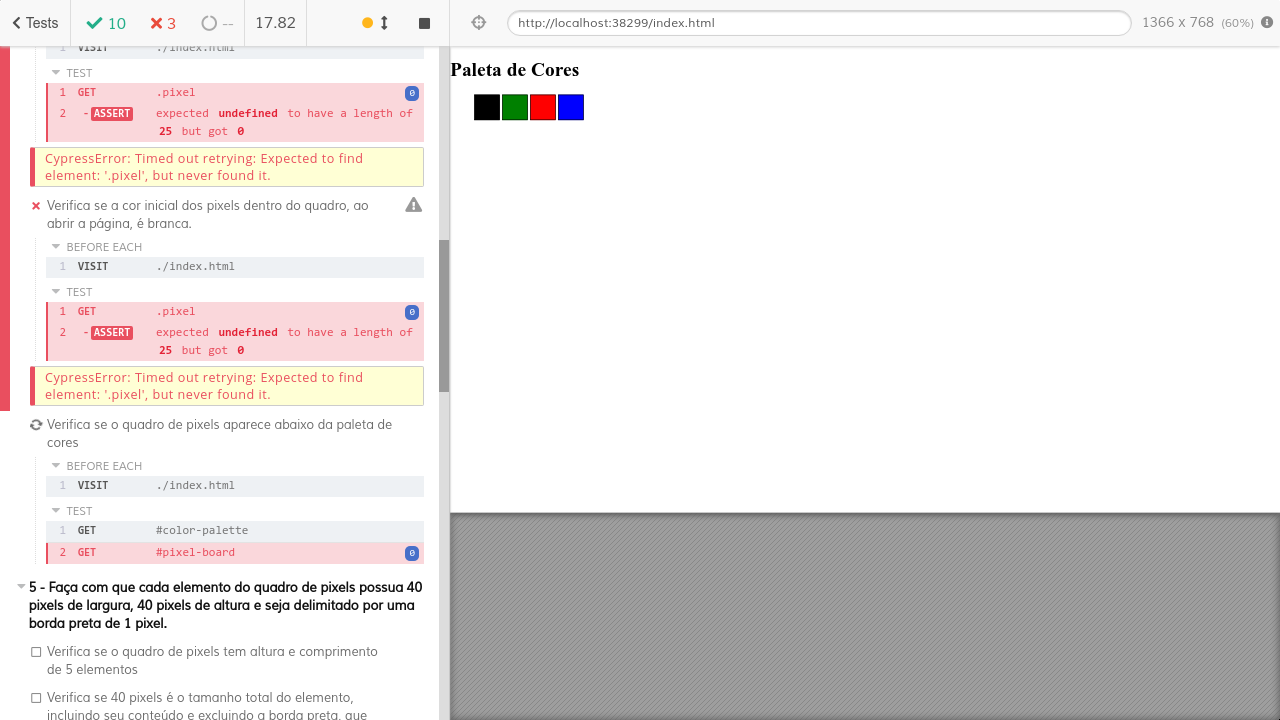 Tests 10 3 -- 17.82
http://localhost:38299/index.html 1366 x 768 (60%)
1 VISIT ./index.html
TEST
1 GET .pixel 0
2 -ASSERT expected undefined to have a length of
25 but got 0
CypressError: Timed out retrying: Expected to find
element: '.pixel', but never found it.
Verifica se a cor inicial dos pixels dentro do quadro, ao
abrir a página, é branca.
BEFORE EACH
1 VISIT ./index.html
TEST
1 GET .pixel 0
2 -ASSERT expected undefined to have a length of
25 but got 0
CypressError: Timed out retrying: Expected to find
element: '.pixel', but never found it.
Verifica se o quadro de pixels aparece abaixo da paleta de
cores
BEFORE EACH
1 VISIT ./index.html
TEST
1 GET #color-palette
2 GET #pixel-board 0
5 - Faça com que cada elemento do quadro de pixels possua 40
pixels de largura, 40 pixels de altura e seja delimitado por uma
borda preta de 1 pixel.
Verifica se o quadro de pixels tem altura e comprimento
de 5 elementos
Verifica se 40 pixels é o tamanho total do elemento,
incluindo seu conteúdo e excluindo a borda preta, que
Paleta de Cores